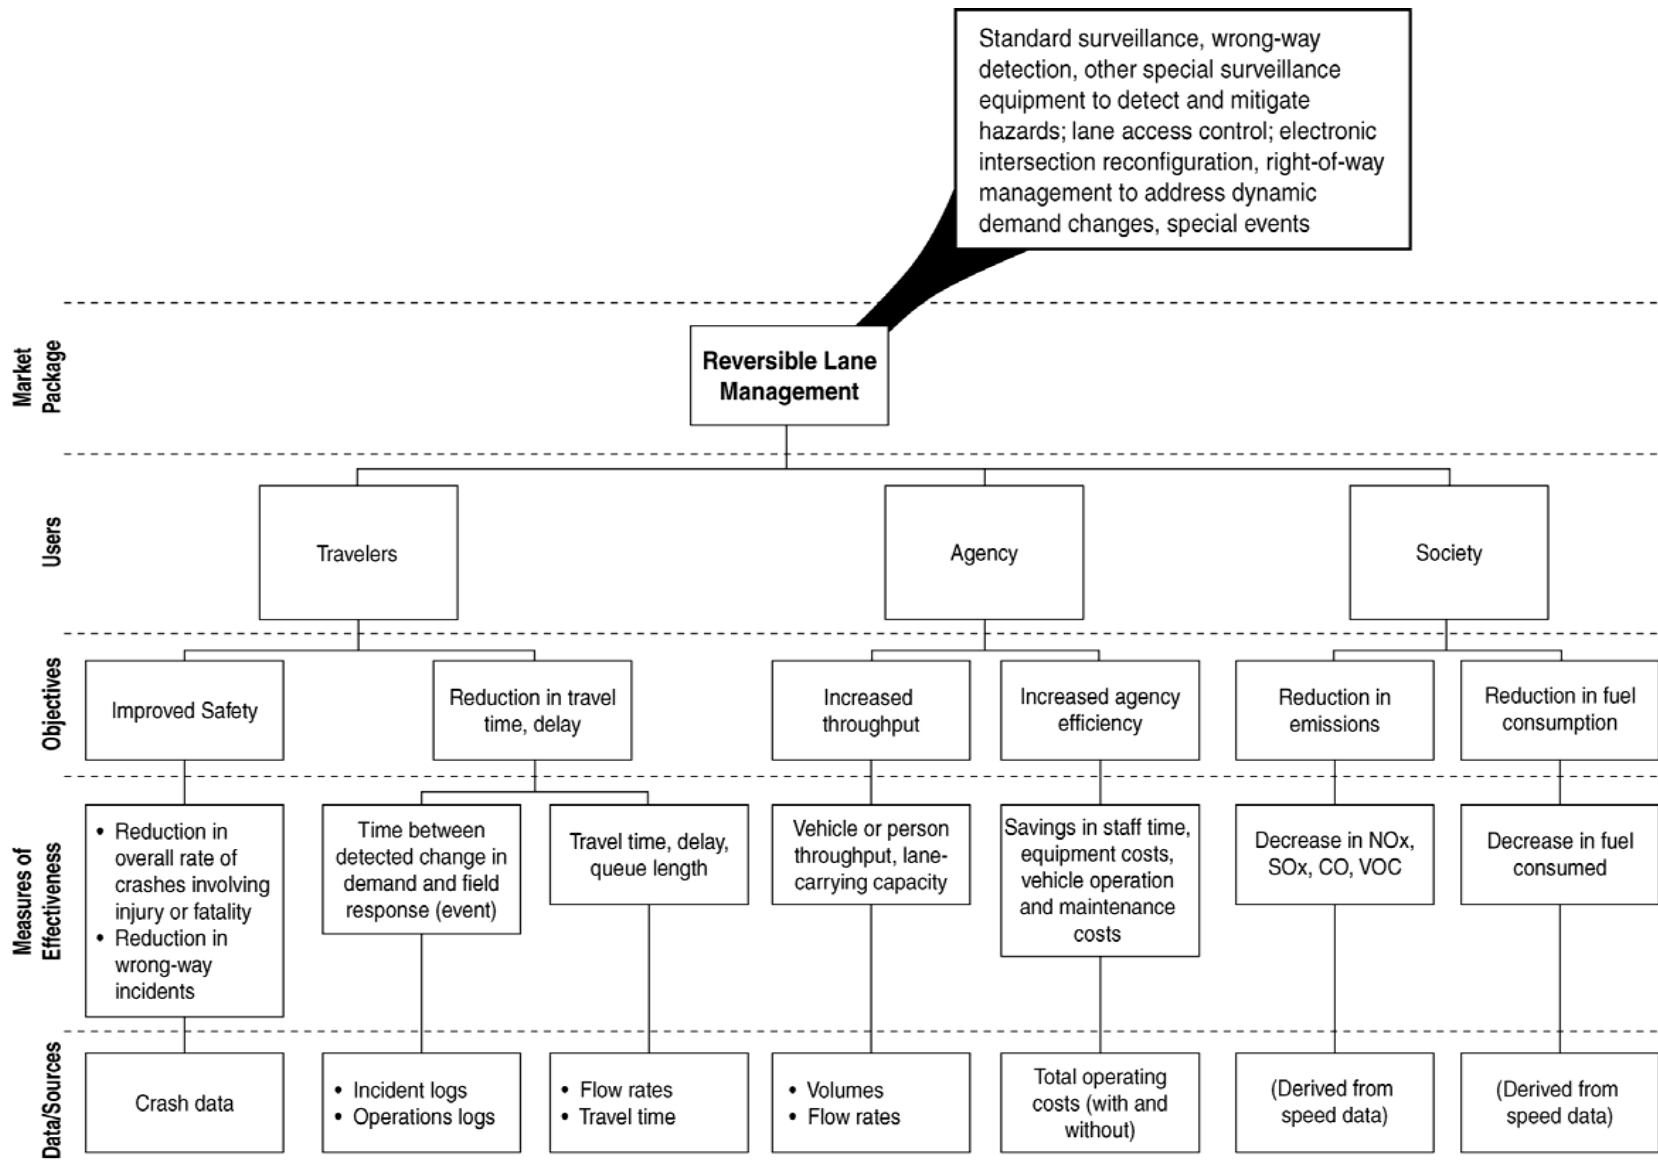 Standard surveillance, wrong-way
detection, other special surveillance
equipment to detect and mitigate
hazards; lane access control; electronic
intersection reconfiguration, right-of-way
management to address dynamic
demand changes, special events
Market
Package
Reversible Lane
Management
Users
Travelers
Agency
Society
Objectives
Improved Safety
Reduction in travel
time, delay
Increased
throughput
Increased agency
efficiency
Reduction in
emissions
Reduction in fuel
consumption
Measures of
Effectiveness
• Reduction in
overall rate of
crashes involving
injury or fatality
• Reduction in
wrong-way
incidents
Time between
detected change in
demand and field
response (event)
Travel time, delay,
queue length
Vehicle or person
throughput, lane-
carrying capacity
Savings in staff time,
equipment costs,
vehicle operation
and maintenance
costs
Decrease in NOx,
SOx, CO, VOC
Decrease in fuel
consumed
Data/Sources
Crash data
• Incident logs
• Operations logs
• Flow rates
• Travel time
• Volumes
• Flow rates
Total operating
costs (with and
without)
(Derived from
speed data)
(Derived from
speed data)